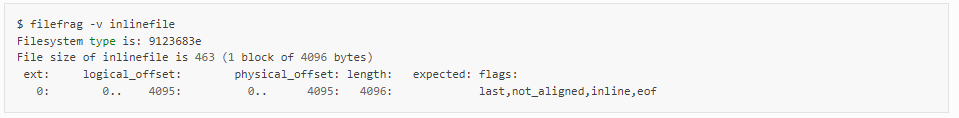 $ filefrag -v inlinefile
Filesystem type is: 9123683e
File size of inlinefile is 463 (1 block of 4096 bytes)
 ext:     logical_offset:        physical_offset: length:   expected: flags:
   0:        0..    4095:          0..      4095:   4096:             last,not_aligned,inline,eof